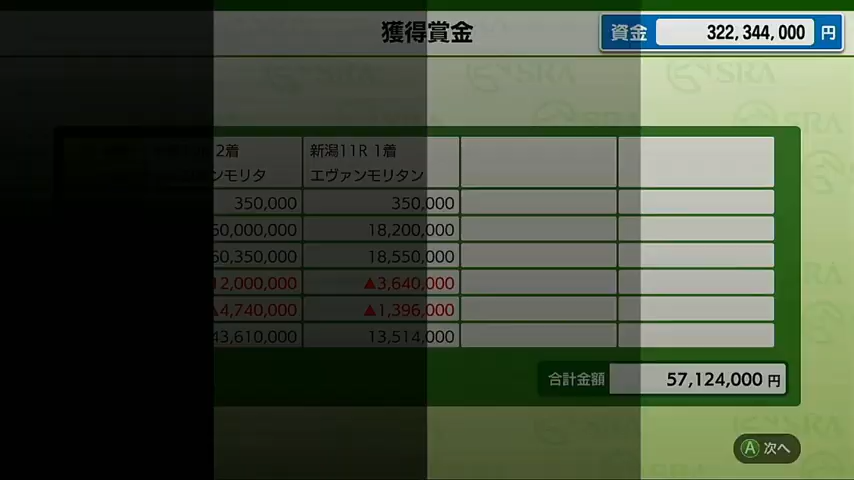 獲得賞金
資金 322,344,000 円
2着 新潟11R 1着
ンモリタ エヴァンモリタン
350,000 350,000
50,000,000 18,200,000
50,350,000 18,550,000
12,000,000 ▲3,640,000
▲4,740,000 ▲1,396,000
43,610,000 13,514,000
合計金額 57,124,000 円
A 次へ